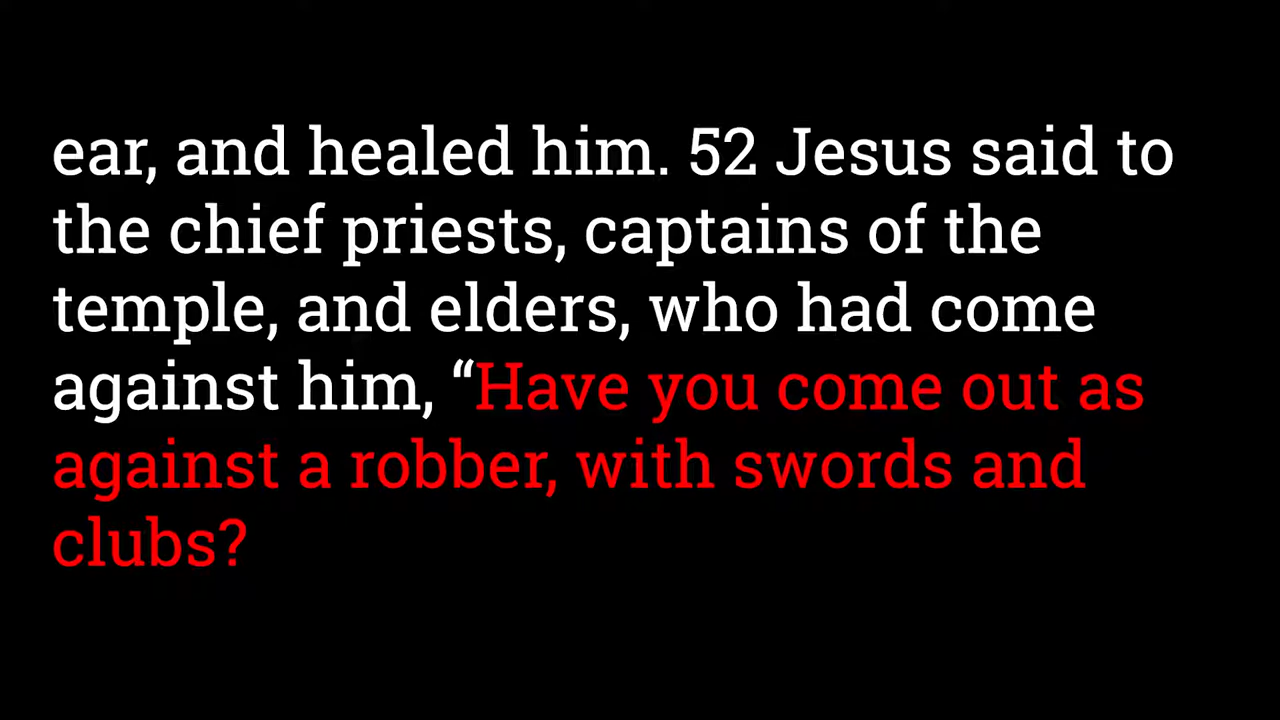 ear, and healed him. 52 Jesus said to
the chief priests, captains of the
temple, and elders, who had come
against him, “Have you come out as
against a robber, with swords and
clubs?